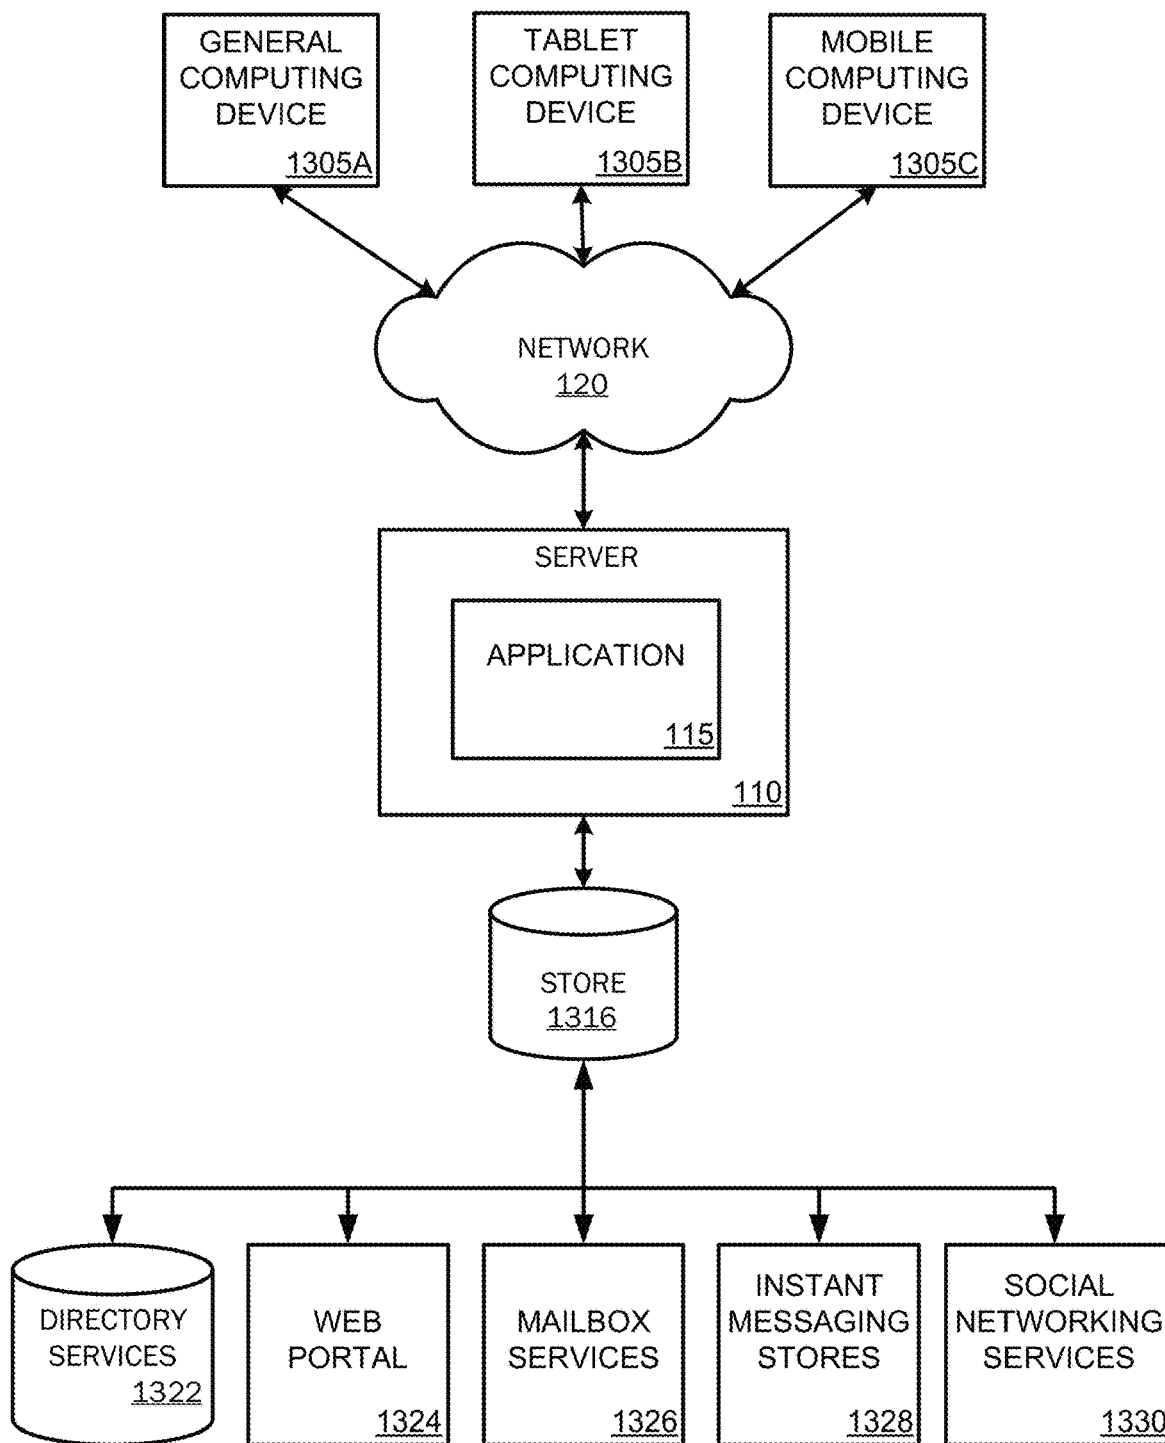 GENERAL
COMPUTING
DEVICE
1305A
TABLET
COMPUTING
DEVICE
1305B
MOBILE
COMPUTING
DEVICE
1305C
NETWORK
120
SERVER
APPLICATION
115
110
STORE
1316
DIRECTORY
SERVICES
1322
WEB
PORTAL
1324
MAILBOX
SERVICES
1326
INSTANT
MESSAGING
STORES
1328
SOCIAL
NETWORKING
SERVICES
1330